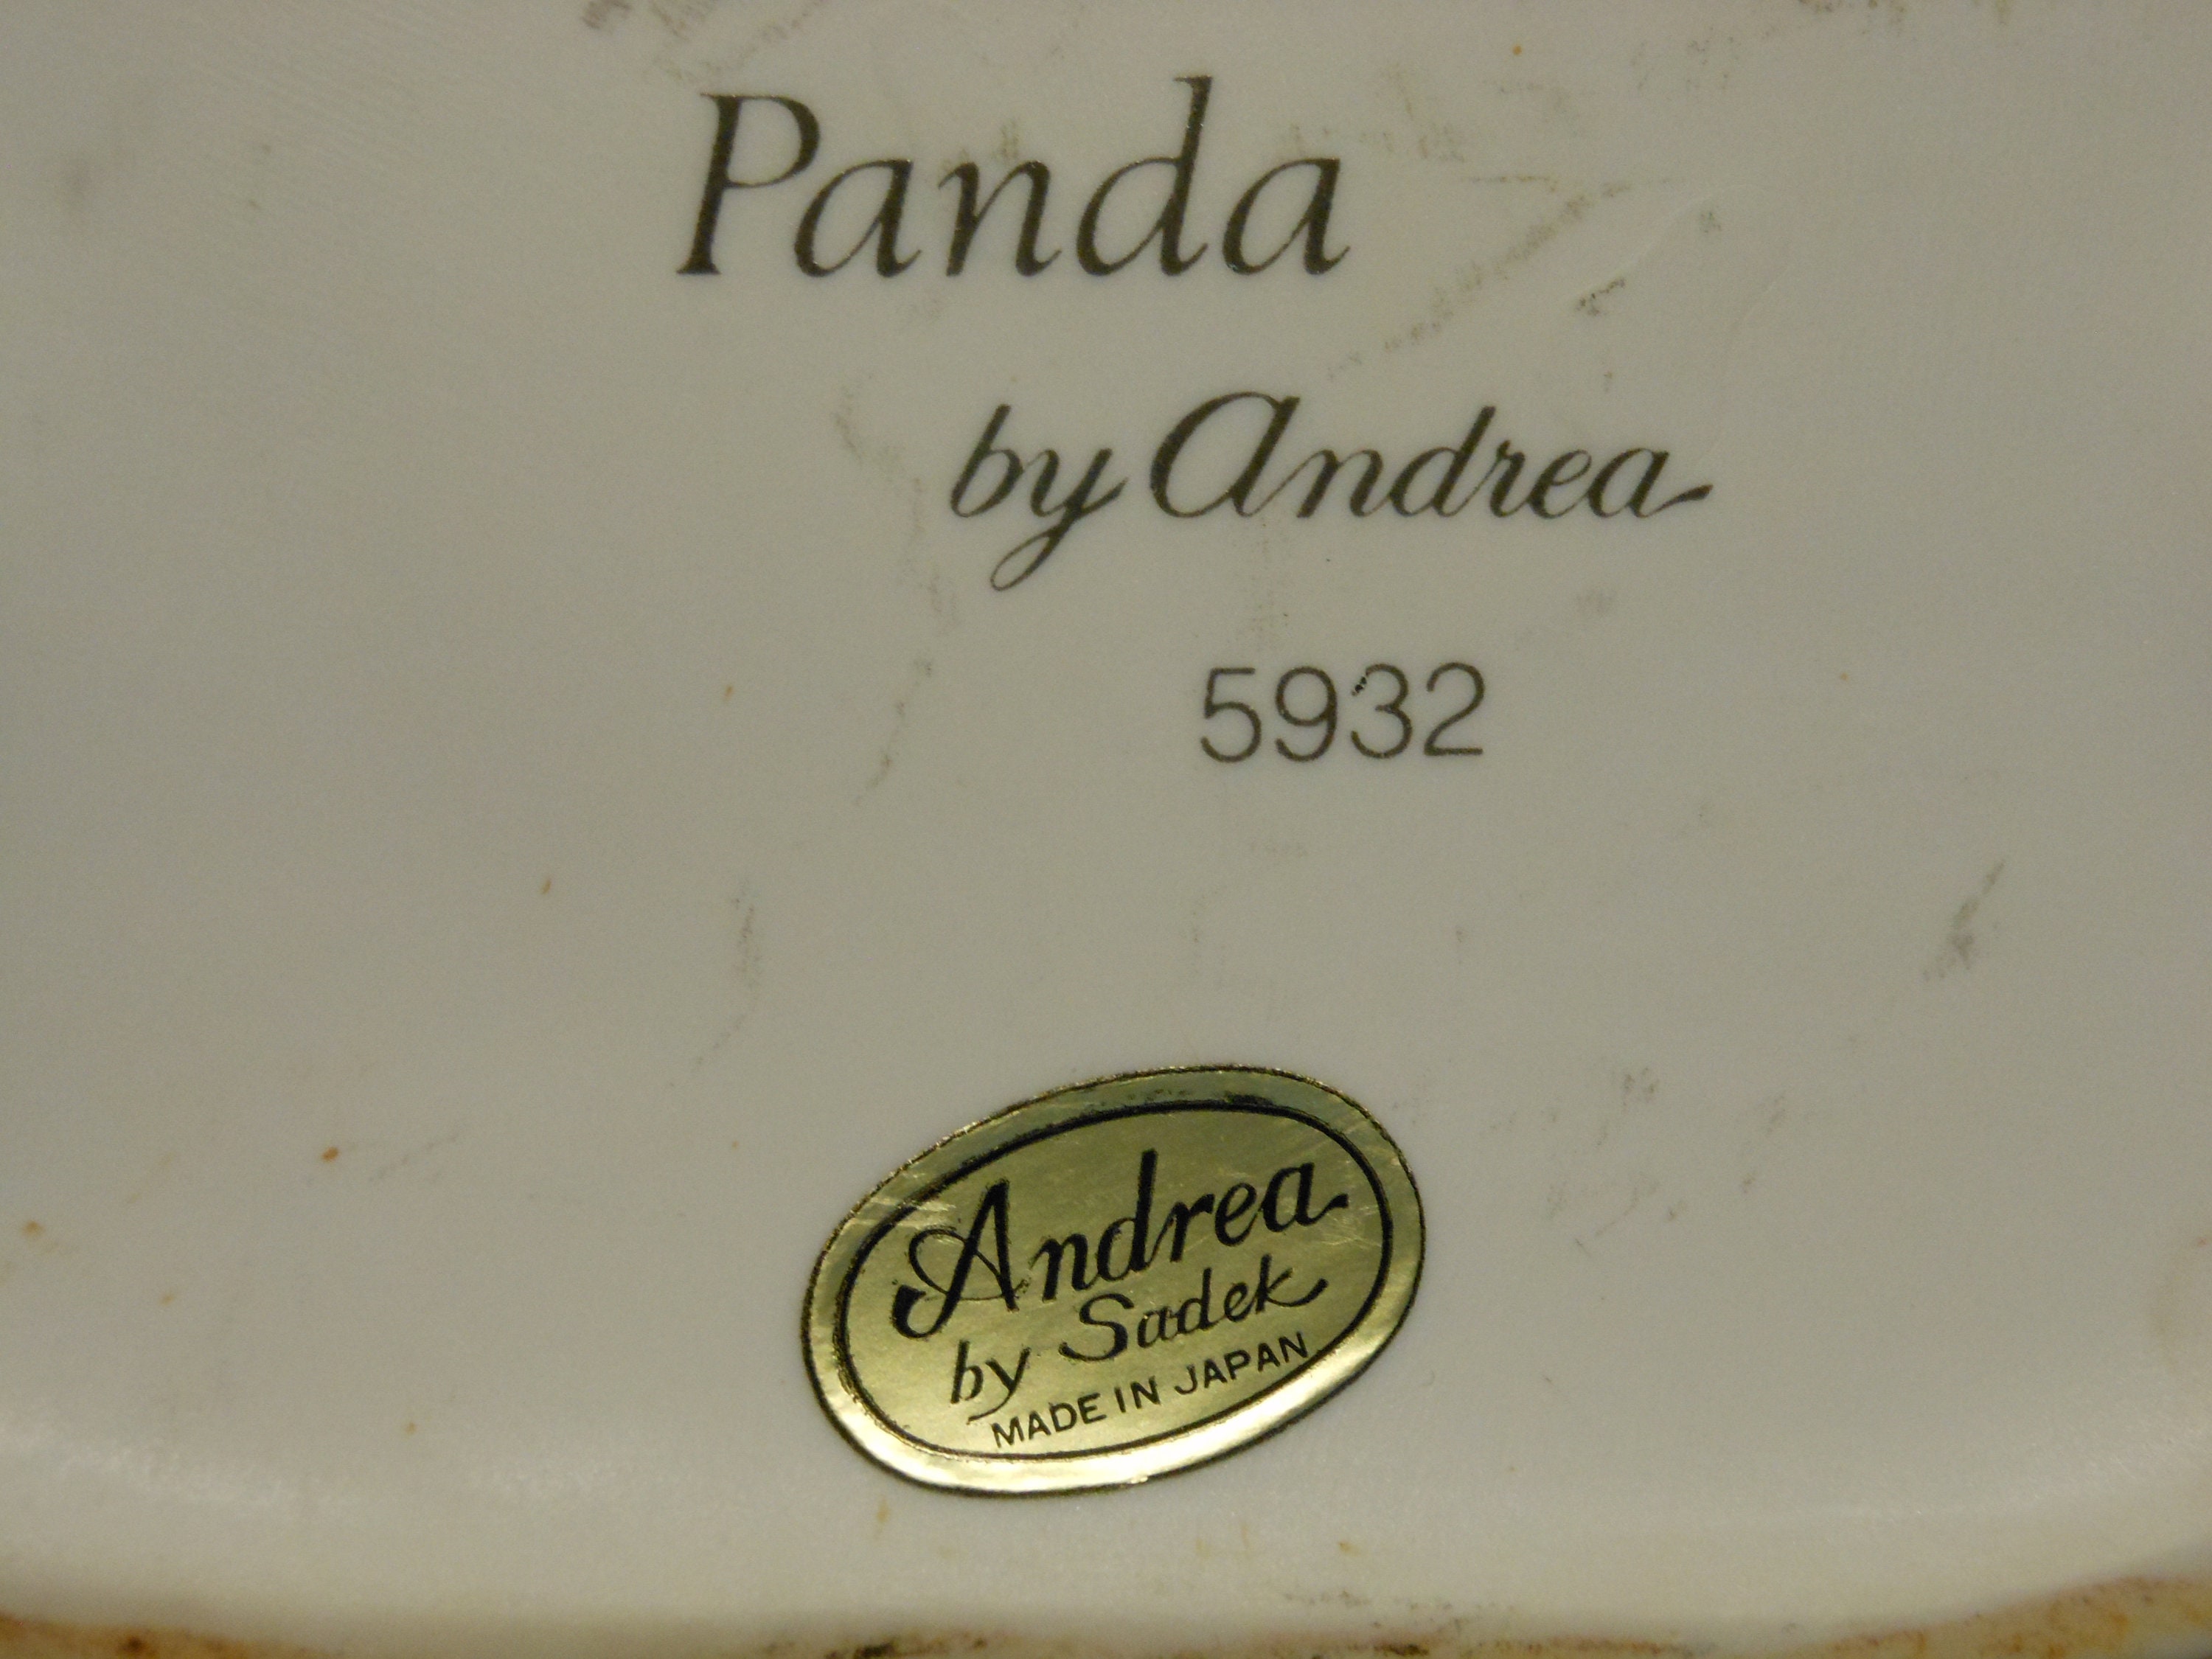 Panda
by Andrea
5932
Andrea
by Sadek
MADE IN JAPAN